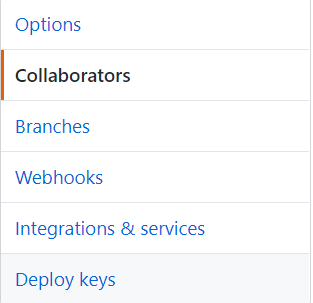 Options
Collaborators
Branches
Webhooks
Integrations & services
Deploy keys